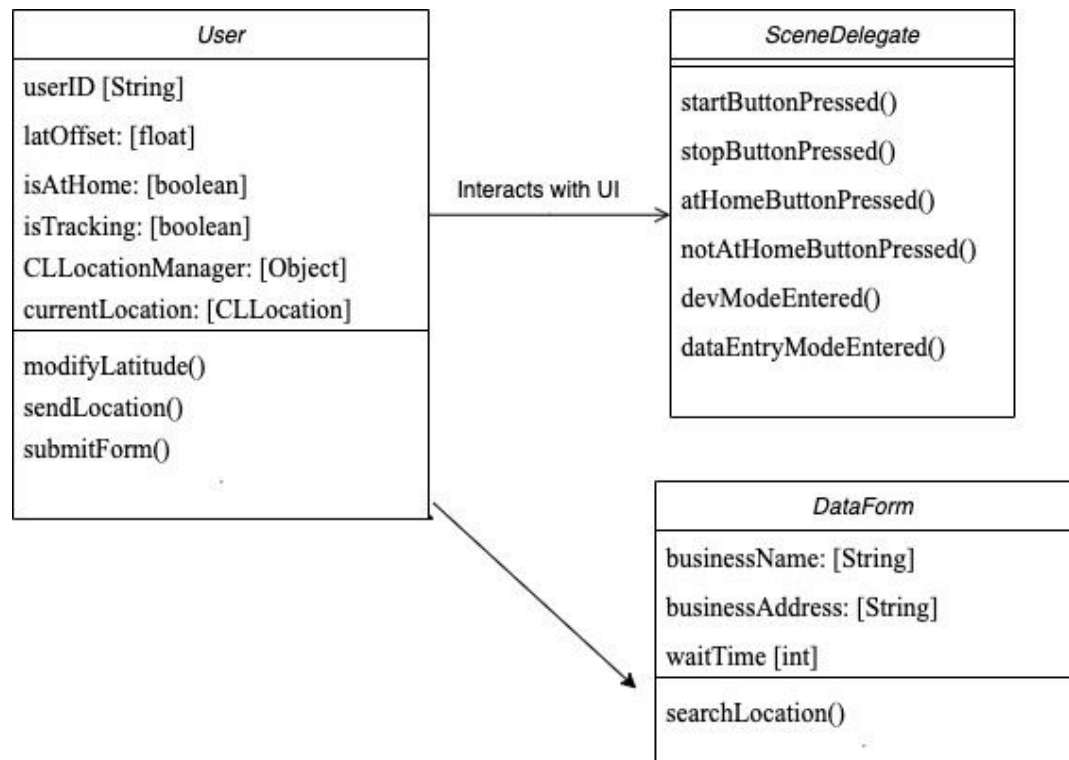 User
userID [String]
latOffset: [float]
isAtHome: [boolean]
isTracking: [boolean]
CLLocationManager: [Object]
currentLocation: [CLLocation]
modifyLatitude()
sendLocation()
submitForm()
Interacts with UI
SceneDelegate
startButtonPressed()
stopButtonPressed()
atHomeButtonPressed()
notAtHomeButtonPressed()
devModeEntered()
dataEntryModeEntered()
DataForm
businessName: [String]
businessAddress: [String]
waitTime [int]
searchLocation()